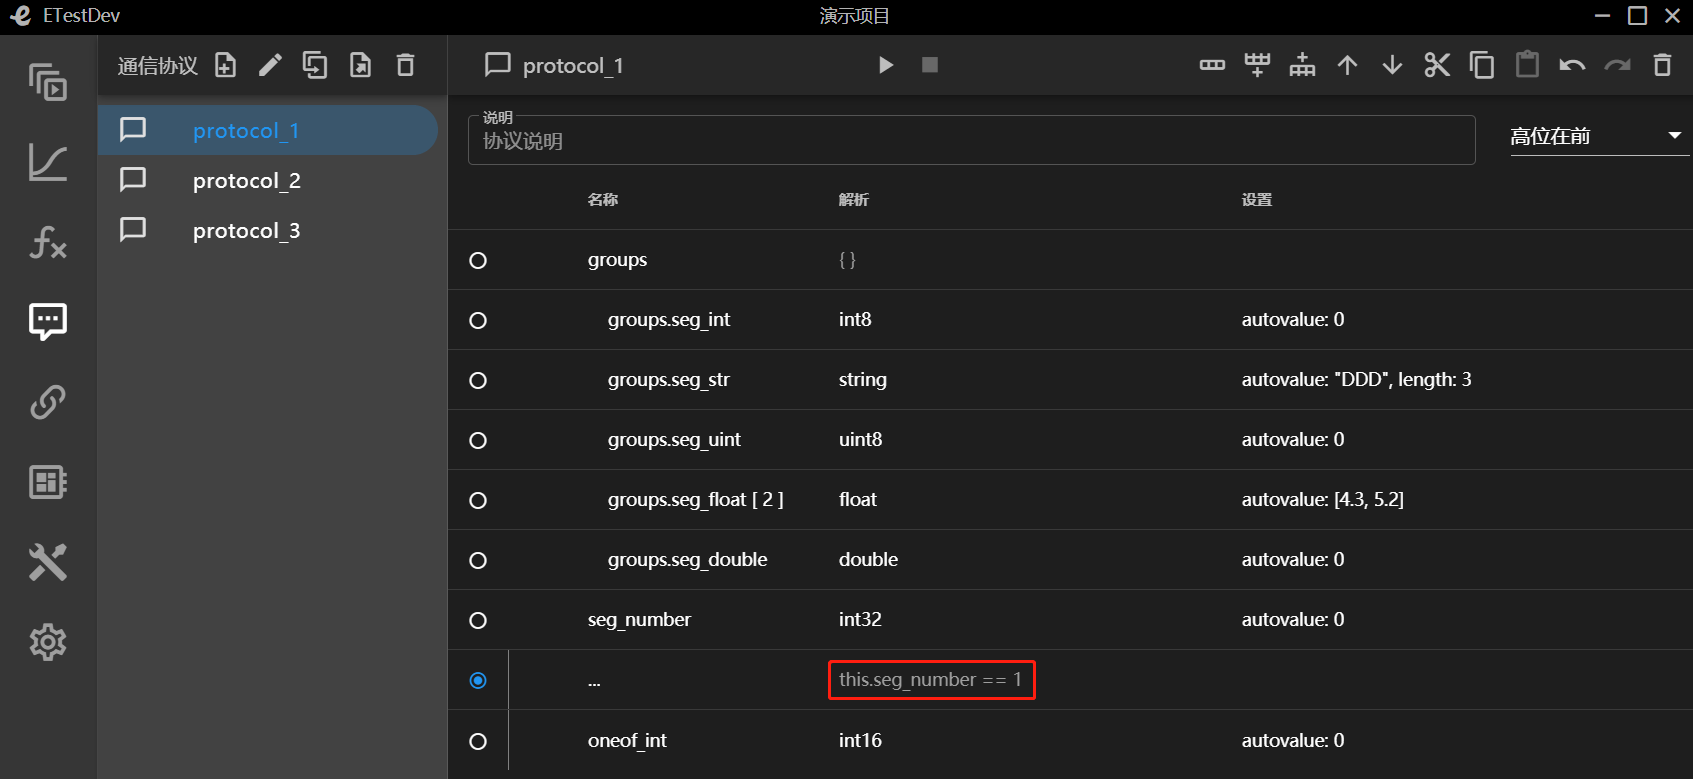 ETestDev
演示项目
通信协议
protocol_1
protocol_1
protocol_2
protocol_3
说明
协议说明
高位在前
名称 解析 设置
groups { }
groups.seg_int int8 autovalue: 0
groups.seg_str string autovalue: "DDD", length: 3
groups.seg_uint uint8 autovalue: 0
groups.seg_float [ 2 ] float autovalue: [4.3, 5.2]
groups.seg_double double autovalue: 0
seg_number int32 autovalue: 0
... this.seg_number == 1
oneof_int int16 autovalue: 0